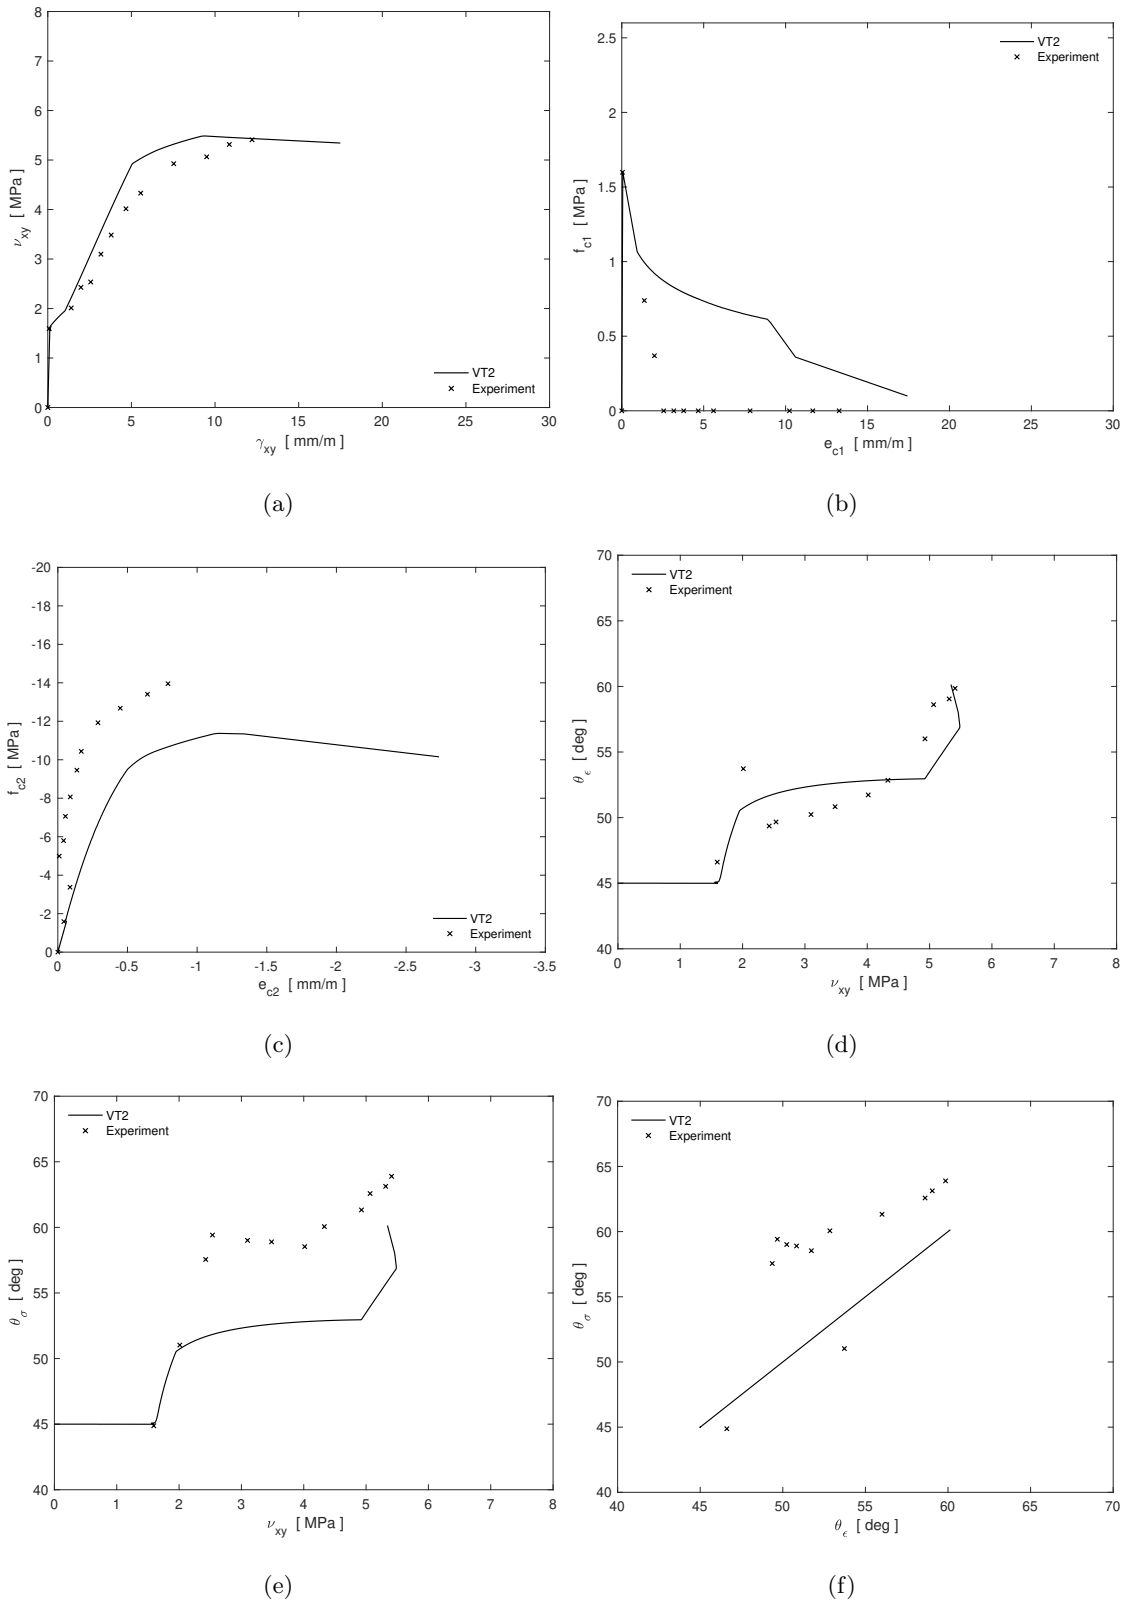 8
7
6
5
4
3
2
1
0
ν_xy [ MPa ]
0 5 10 15 20 25 30
γ_xy [ mm/m ]
VT2
Experiment
(a)
2.5
2
1.5
1
0.5
0
f_c1 [ MPa ]
0 5 10 15 20 25 30
e_c1 [ mm/m ]
VT2
Experiment
(b)
-20
-18
-16
-14
-12
-10
-8
-6
-4
-2
0
f_c2 [ MPa ]
0 -0.5 -1 -1.5 -2 -2.5 -3 -3.5
e_c2 [ mm/m ]
VT2
Experiment
(c)
70
65
60
55
50
45
40
θ_ϵ [ deg ]
0 1 2 3 4 5 6 7 8
ν_xy [ MPa ]
VT2
Experiment
(d)
70
65
60
55
50
45
40
θ_σ [ deg ]
0 1 2 3 4 5 6 7 8
ν_xy [ MPa ]
VT2
Experiment
(e)
70
65
60
55
50
45
40
θ_σ [ deg ]
40 45 50 55 60 65 70
θ_ϵ [ deg ]
VT2
Experiment
(f)